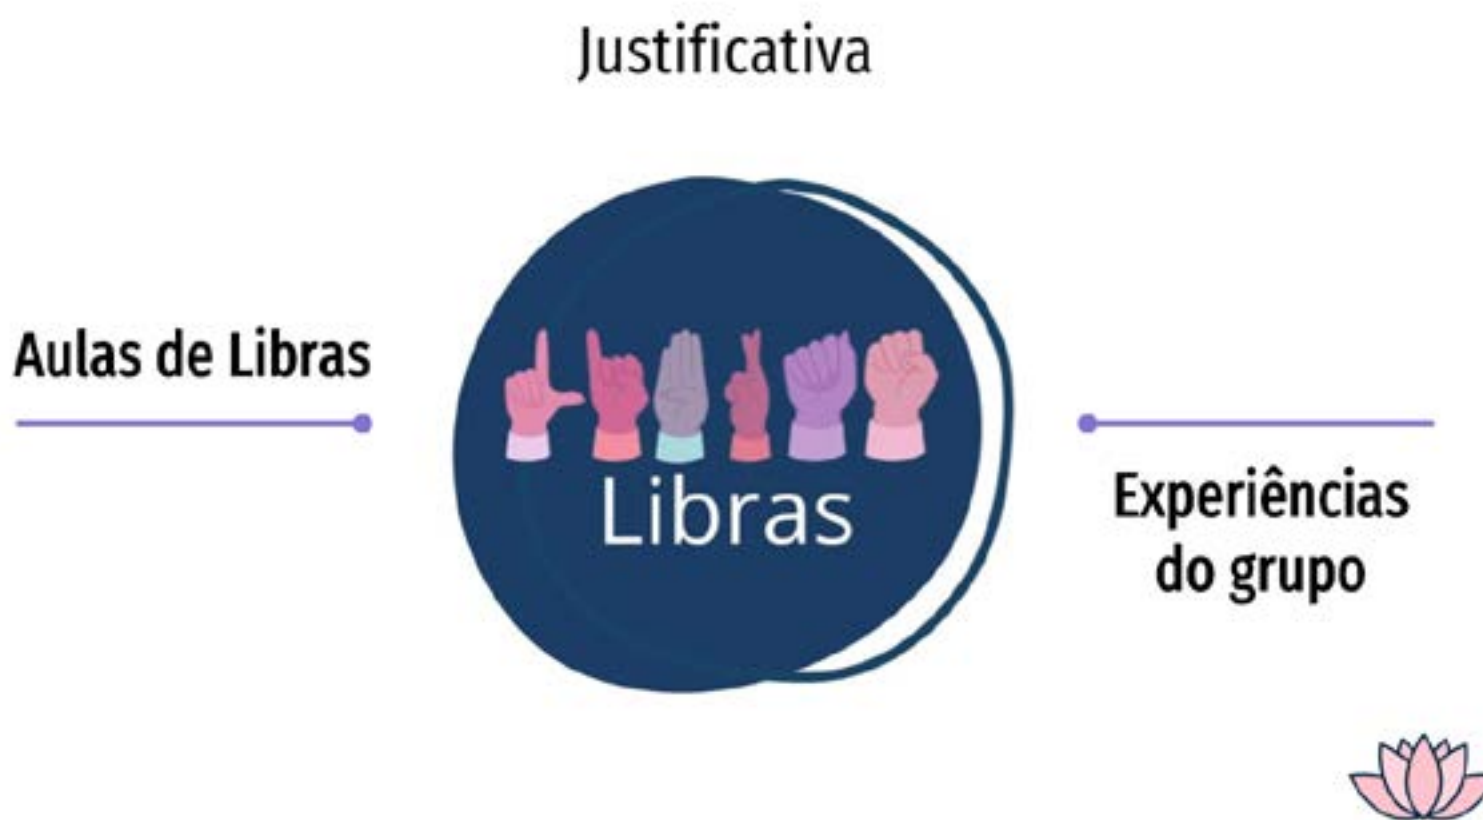 Justificativa
Aulas de Libras
Libras
Experiências
do grupo